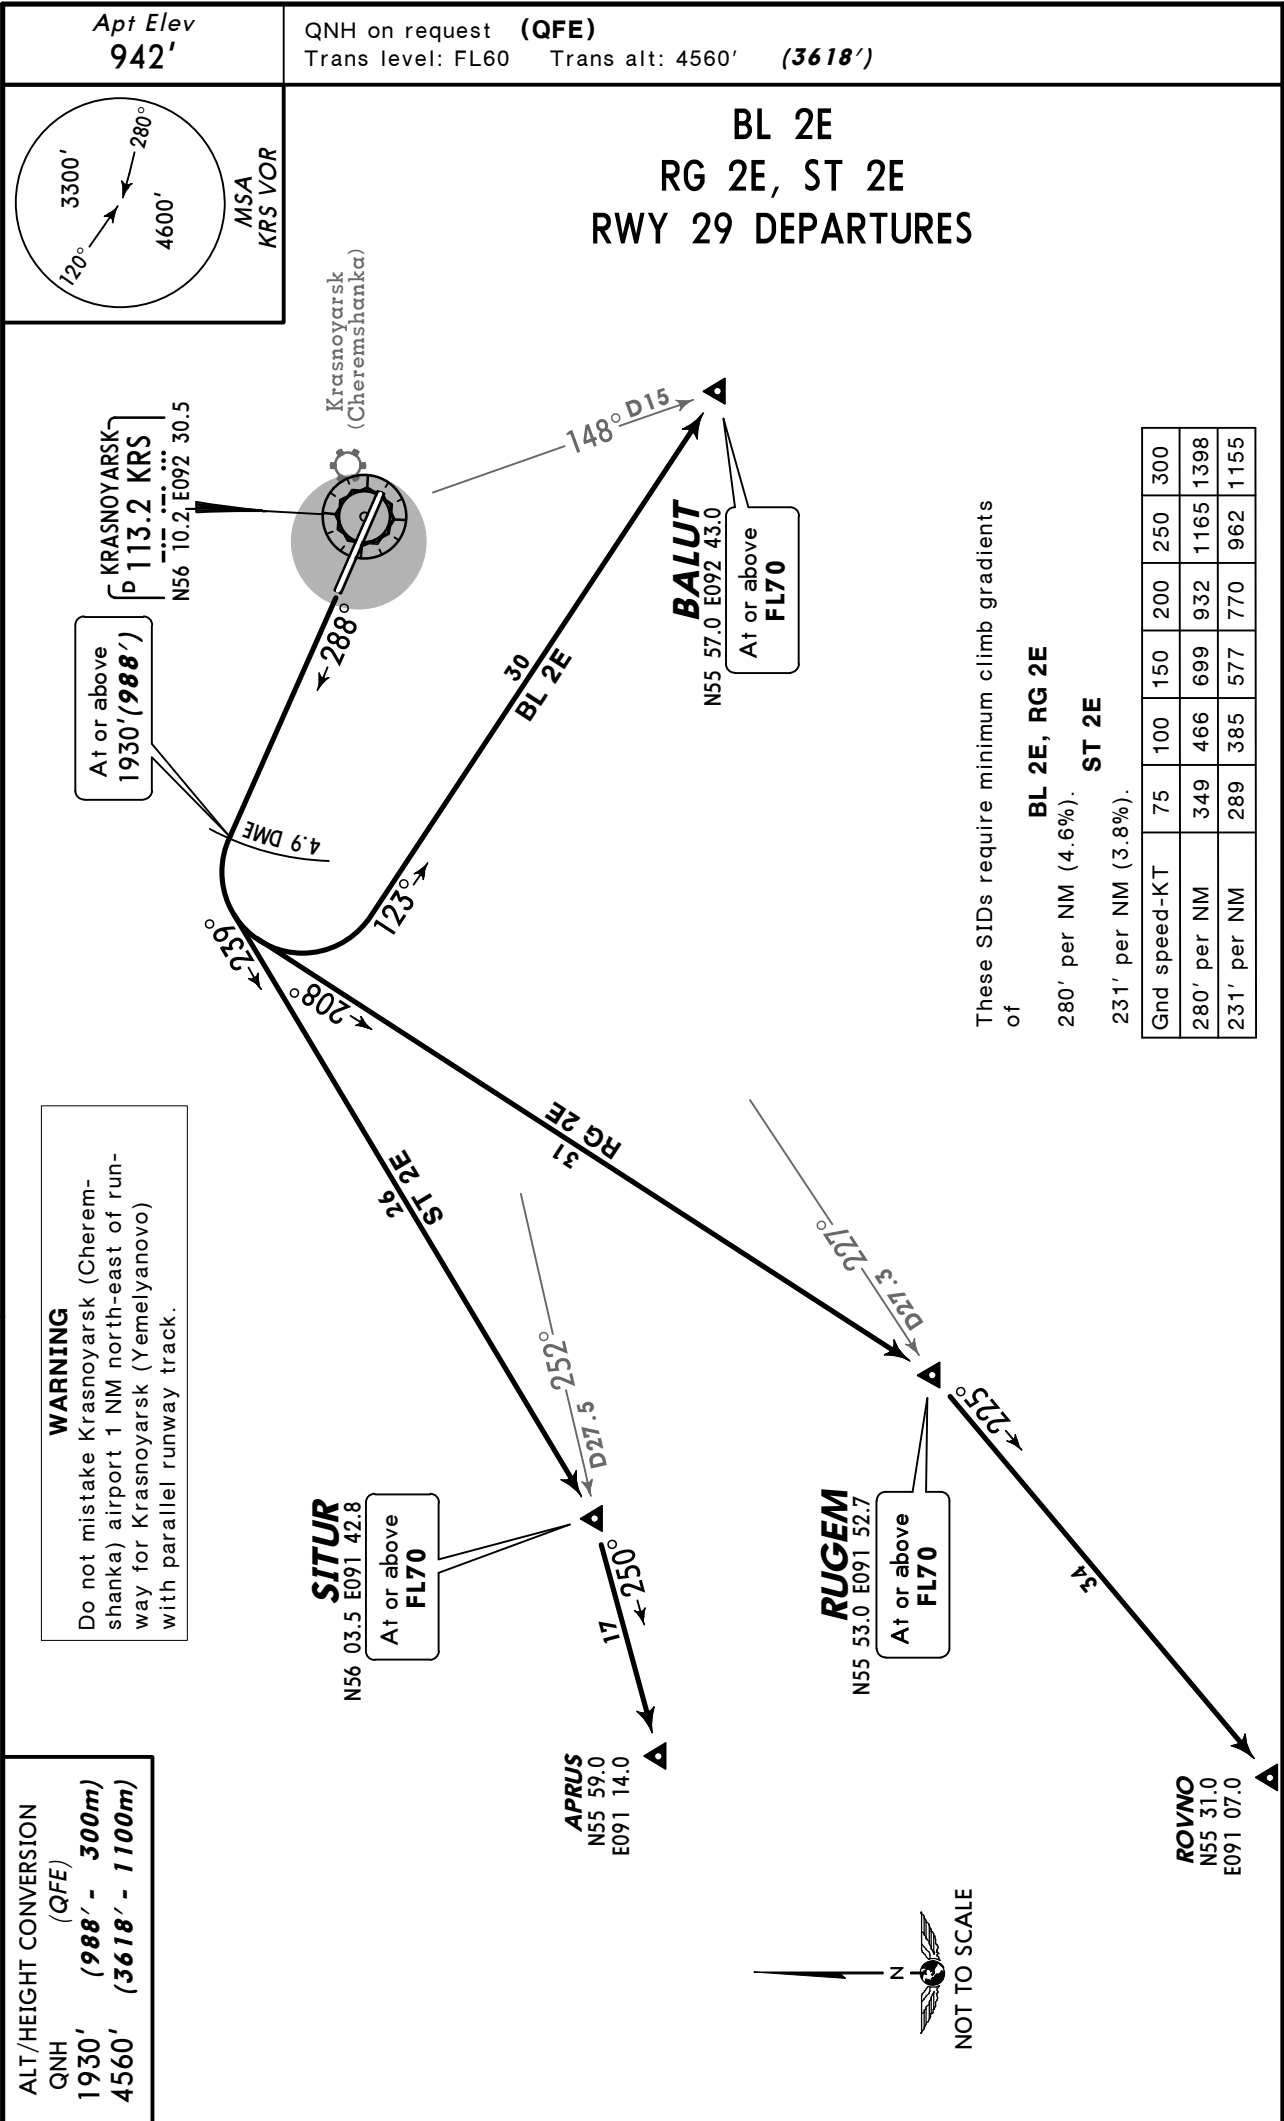 Apt Elev
942'
QNH on request (QFE)
Trans level: FL60 Trans alt: 4560' (3618')
BL 2E
RG 2E, ST 2E
RWY 29 DEPARTURES
120°
280°
3300'
4600'
MSA
KRS VOR
KRASNOYARSK
D 113.2 KRS
N56 10.2 E092 30.5
Krasnoyarsk
(Cheremshanka)
At or above
1930'(988')
4.9 DME
288°
148° D15
BALUT
N55 57.0 E092 43.0
At or above
FL70
30
BL 2E
123°
239°
208°
26
ST 2E
31
RG 2E
D27.5 252°
D27.3 227°
SITUR
N56 03.5 E091 42.8
At or above
FL70
250°
17
APRUS
N55 59.0
E091 14.0
RUGEM
N55 53.0 E091 52.7
At or above
FL70
225°
34
ROVNO
N55 31.0
E091 07.0
WARNING
Do not mistake Krasnoyarsk (Cherem-
shanka) airport 1 NM north-east of run-
way for Krasnoyarsk (Yemelyanovo)
with parallel runway track.
These SIDs require minimum climb gradients
of
BL 2E, RG 2E
280' per NM (4.6%).
ST 2E
231' per NM (3.8%).
Gnd speed-KT 75 100 150 200 250 300
280' per NM 349 466 699 932 1165 1398
231' per NM 289 385 577 770 962 1155
ALT/HEIGHT CONVERSION
QNH (QFE)
1930' (988' - 300m)
4560' (3618' - 1100m)
N
NOT TO SCALE